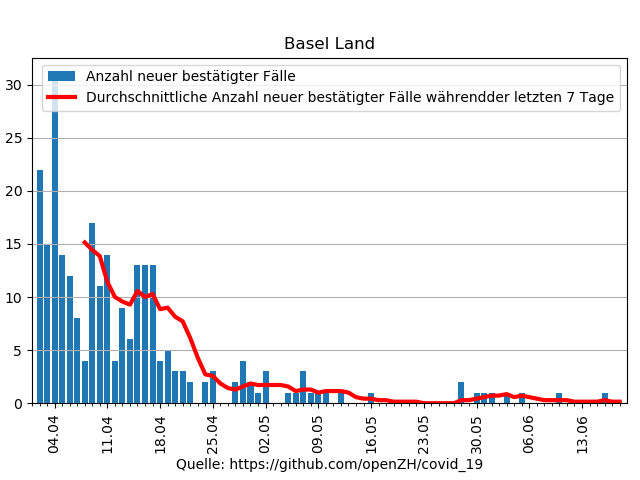 Basel Land
Anzahl neuer bestätigter Fälle
Durchschnittliche Anzahl neuer bestätigter Fälle währendder letzten 7 Tage
30
25
20
15
10
5
0
04.04 11.04 18.04 25.04 02.05 09.05 16.05 23.05 30.05 06.06 13.06
Quelle: https://github.com/openZH/covid_19